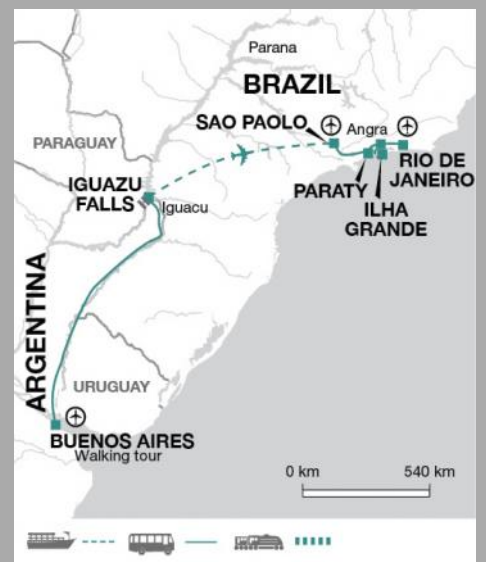 Parana
BRAZIL
SAO PAOLO
Angra
PARAGUAY
RIO DE
JANEIRO
IGUAZU
FALLS
Iguacu
PARATY
ILHA
GRANDE
ARGENTINA
URUGUAY
BUENOS AIRES
Walking tour
0 km
540 km